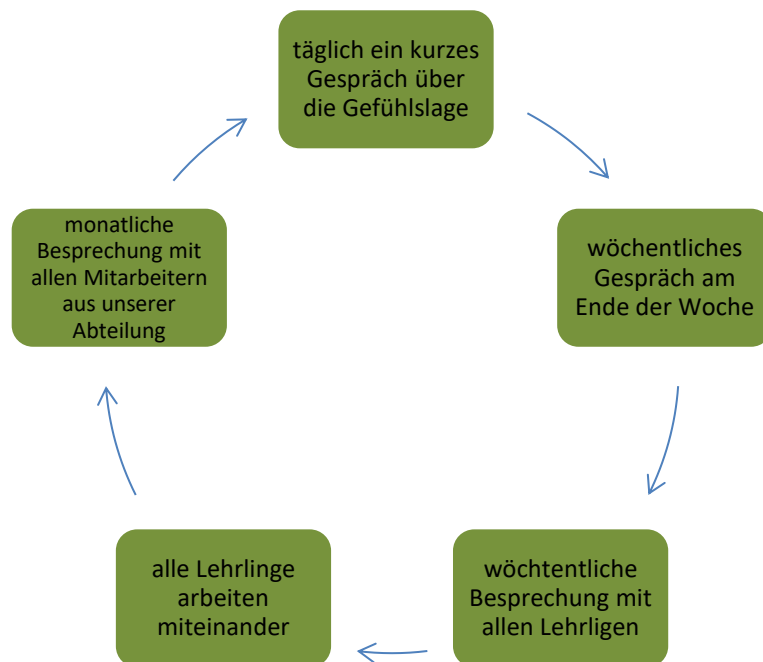 täglich ein kurzes
Gespräch über
die Gefühlslage
wöchentliches
Gespräch am
Ende der Woche
wöchtentliche
Besprechung mit
allen Lehrligen
alle Lehrlinge
arbeiten
miteinander
monatliche
Besprechung mit
allen Mitarbeitern
aus unserer
Abteilung